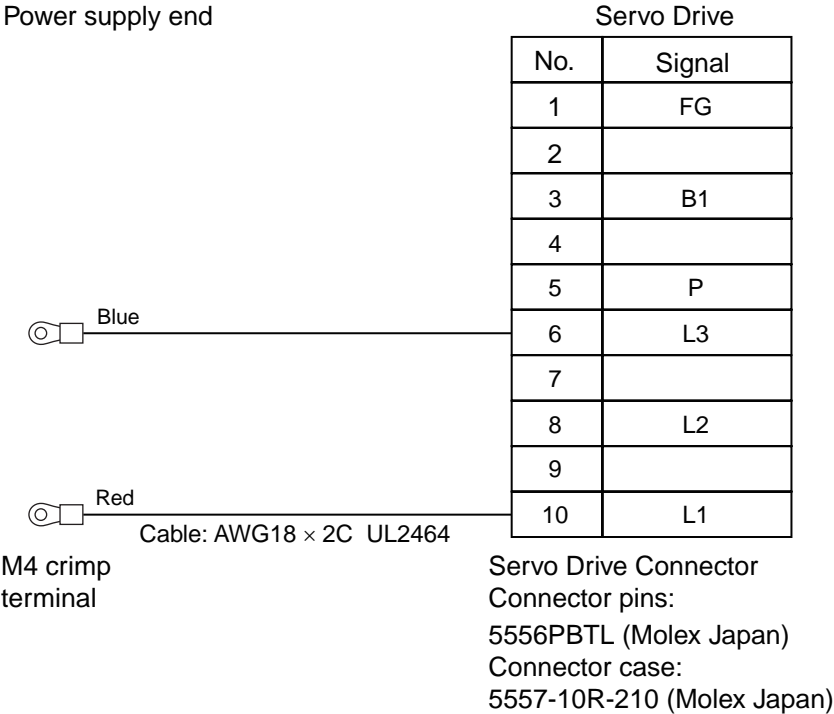 Power supply end
Servo Drive
No. Signal
1 FG
2
3 B1
4
5 P
Blue
6 L3
7
8 L2
9
Red
10 L1
Cable: AWG18 × 2C UL2464
M4 crimp
terminal
Servo Drive Connector
Connector pins:
5556PBTL (Molex Japan)
Connector case:
5557-10R-210 (Molex Japan)